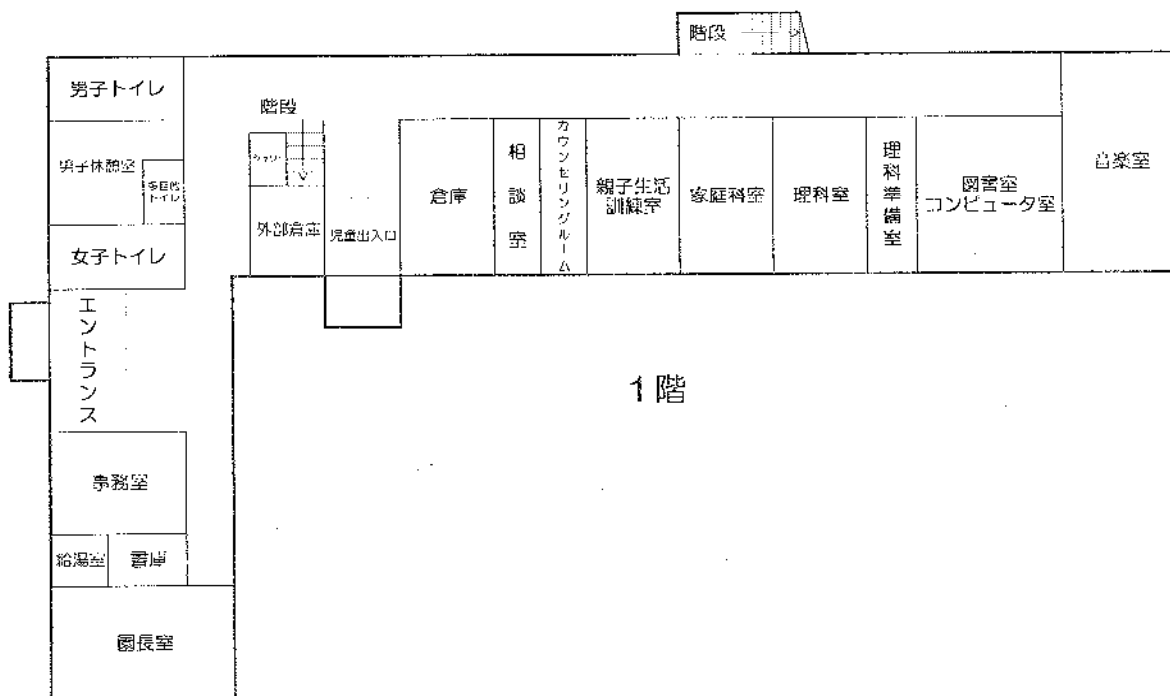 階段
男子トイレ
階段
シャワー
男子休憩室
多目的
トイレ
外部倉庫
児童出入口
倉庫
相談室
カウンセリングルーム
親子生活
訓練室
家庭科室
理科室
理科準備室
図書室
コンピュータ室
音楽室
女子トイレ
エントランス
1階
事務室
給湯室
書庫
園長室